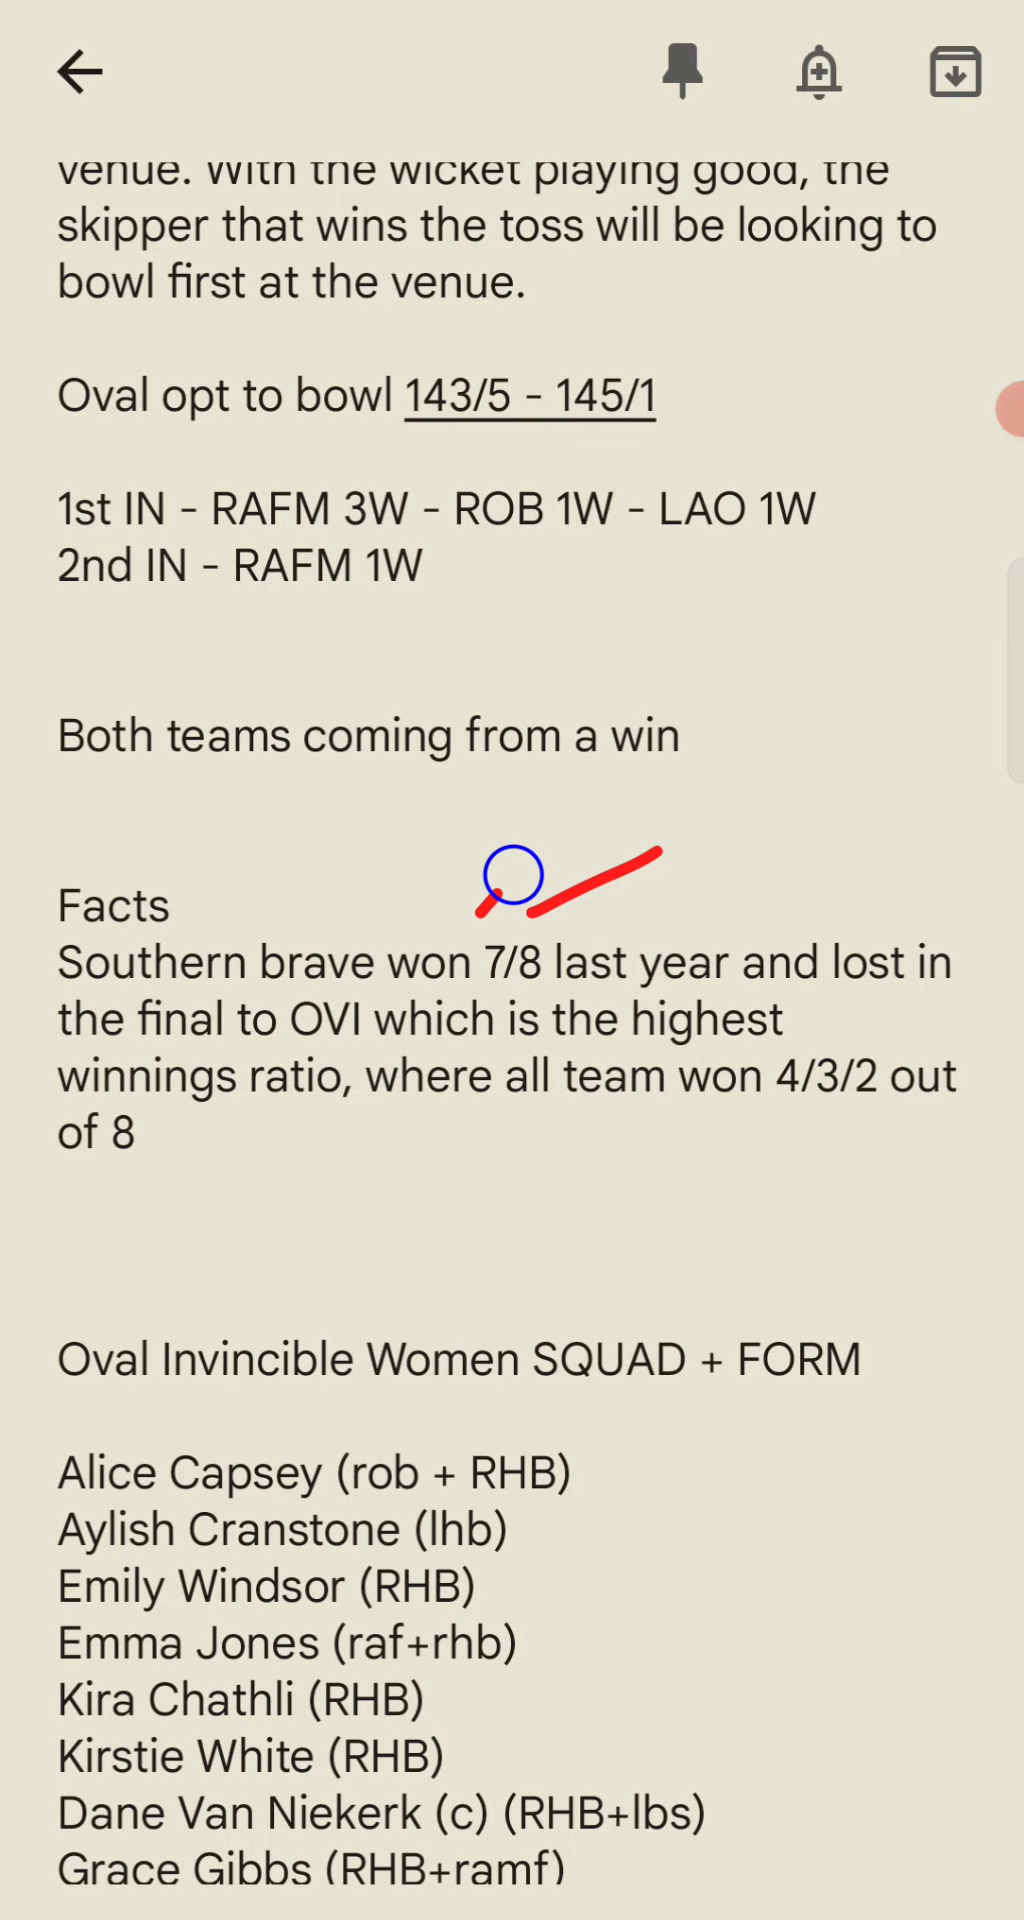 venue. With the wicket playing good, the
skipper that wins the toss will be looking to
bowl first at the venue.
Oval opt to bowl 143/5 - 145/1
1st IN - RAFM 3W - ROB 1W - LAO 1W
2nd IN - RAFM 1W
Both teams coming from a win
Facts
Southern brave won 7/8 last year and lost in
the final to OVI which is the highest
winnings ratio, where all team won 4/3/2 out
of 8
Oval Invincible Women SQUAD + FORM
Alice Capsey (rob + RHB)
Aylish Cranstone (lhb)
Emily Windsor (RHB)
Emma Jones (raf+rhb)
Kira Chathli (RHB)
Kirstie White (RHB)
Dane Van Niekerk (c) (RHB+lbs)
Grace Gibbs (RHB+ramf)